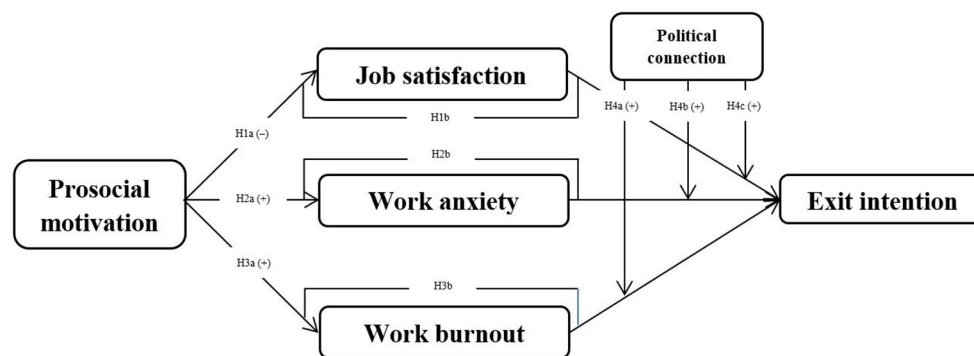 Political
connection
Job satisfaction
H4a (+)
H4b (+)
H4c (+)
H1b
H1a (–)
H2b
Prosocial
motivation
H2a (+)
Work anxiety
Exit intention
H3a (+)
H3b
Work burnout